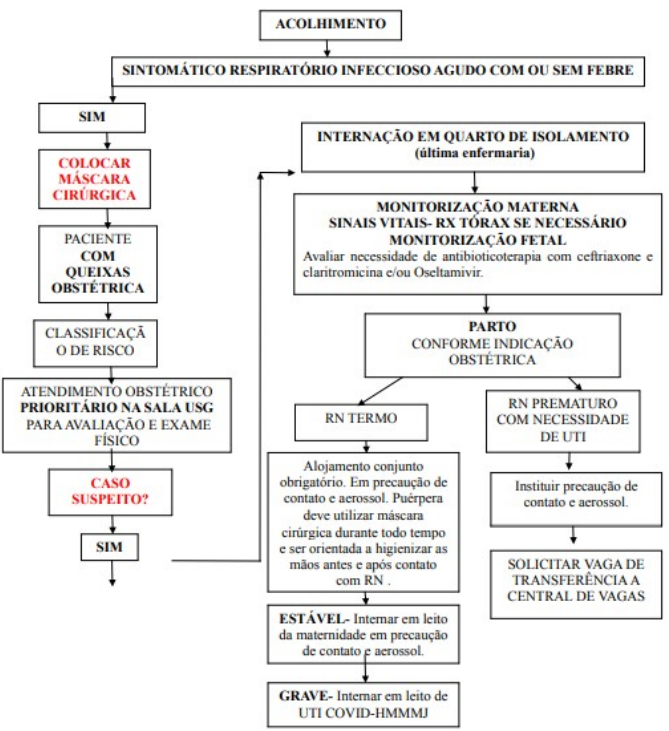 ACOLHIMENTO
SINTOMÁTICO RESPIRATÓRIO INFECCIOSO AGUDO COM OU SEM FEBRE
SIM
COLOCAR
MÁSCARA
CIRÚRGICA
PACIENTE
COM
QUEIXAS
OBSTÉTRICA
CLASSIFICAÇÃ
O DE RISCO
ATENDIMENTO OBSTÉTRICO
PRIORITÁRIO NA SALA USG
PARA AVALIAÇÃO E EXAME
FÍSICO
CASO
SUSPEITO?
SIM
INTERNAÇÃO EM QUARTO DE ISOLAMENTO
(última enfermaria)
MONITORIZAÇÃO MATERNA
SINAIS VITAIS- RX TÓRAX SE NECESSÁRIO
MONITORIZAÇÃO FETAL
Avaliar necessidade de antibioticoterapia com ceftriaxone e
claritromicina e/ou Oseltamivir.
PARTO
CONFORME INDICAÇÃO
OBSTÉTRICA
RN TERMO
Alojamento conjunto
obrigatório. Em precaução de
contato e aerossol. Puérpera
deve utilizar máscara
cirúrgica durante todo tempo
e ser orientada a higienizar as
mãos antes e após contato
com RN .
ESTÁVEL- Internar em leito
da maternidade em precaução
de contato e aerossol.
GRAVE- Internar em leito de
UTI COVID-HMMMJ
RN PREMATURO
COM NECESSIDADE
DE UTI
Instituir precaução de
contato e aerossol.
SOLICITAR VAGA DE
TRANSFERÊNCIA A
CENTRAL DE VAGAS